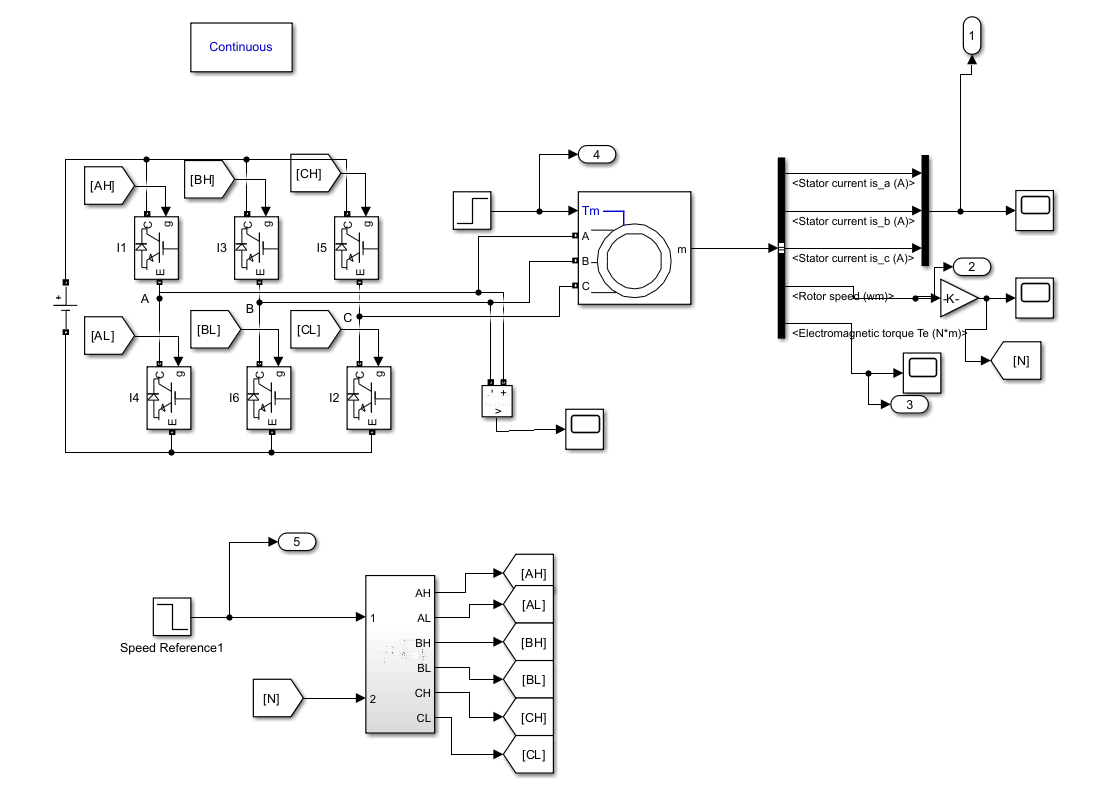 1
Continuous
4
[AH]
[BH]
[CH]
Tm
<Stator current is_a (A)>
<Stator current is_b (A)>
<Stator current is_c (A)>
<Rotor speed (wm)>
<Electromagnetic torque Te (N*m)>
A
B
C
m
C
g
E
I1
C
g
E
I3
C
g
E
I5
2
-K-
+
A
B
C
[AL]
[BL]
[CL]
[N]
C
g
E
I4
C
g
E
I6
C
g
E
I2
- +
v
3
5
Speed Reference1
[N]
1
2
AH
AL
BH
BL
CH
CL
[AH]
[AL]
[BH]
[BL]
[CH]
[CL]